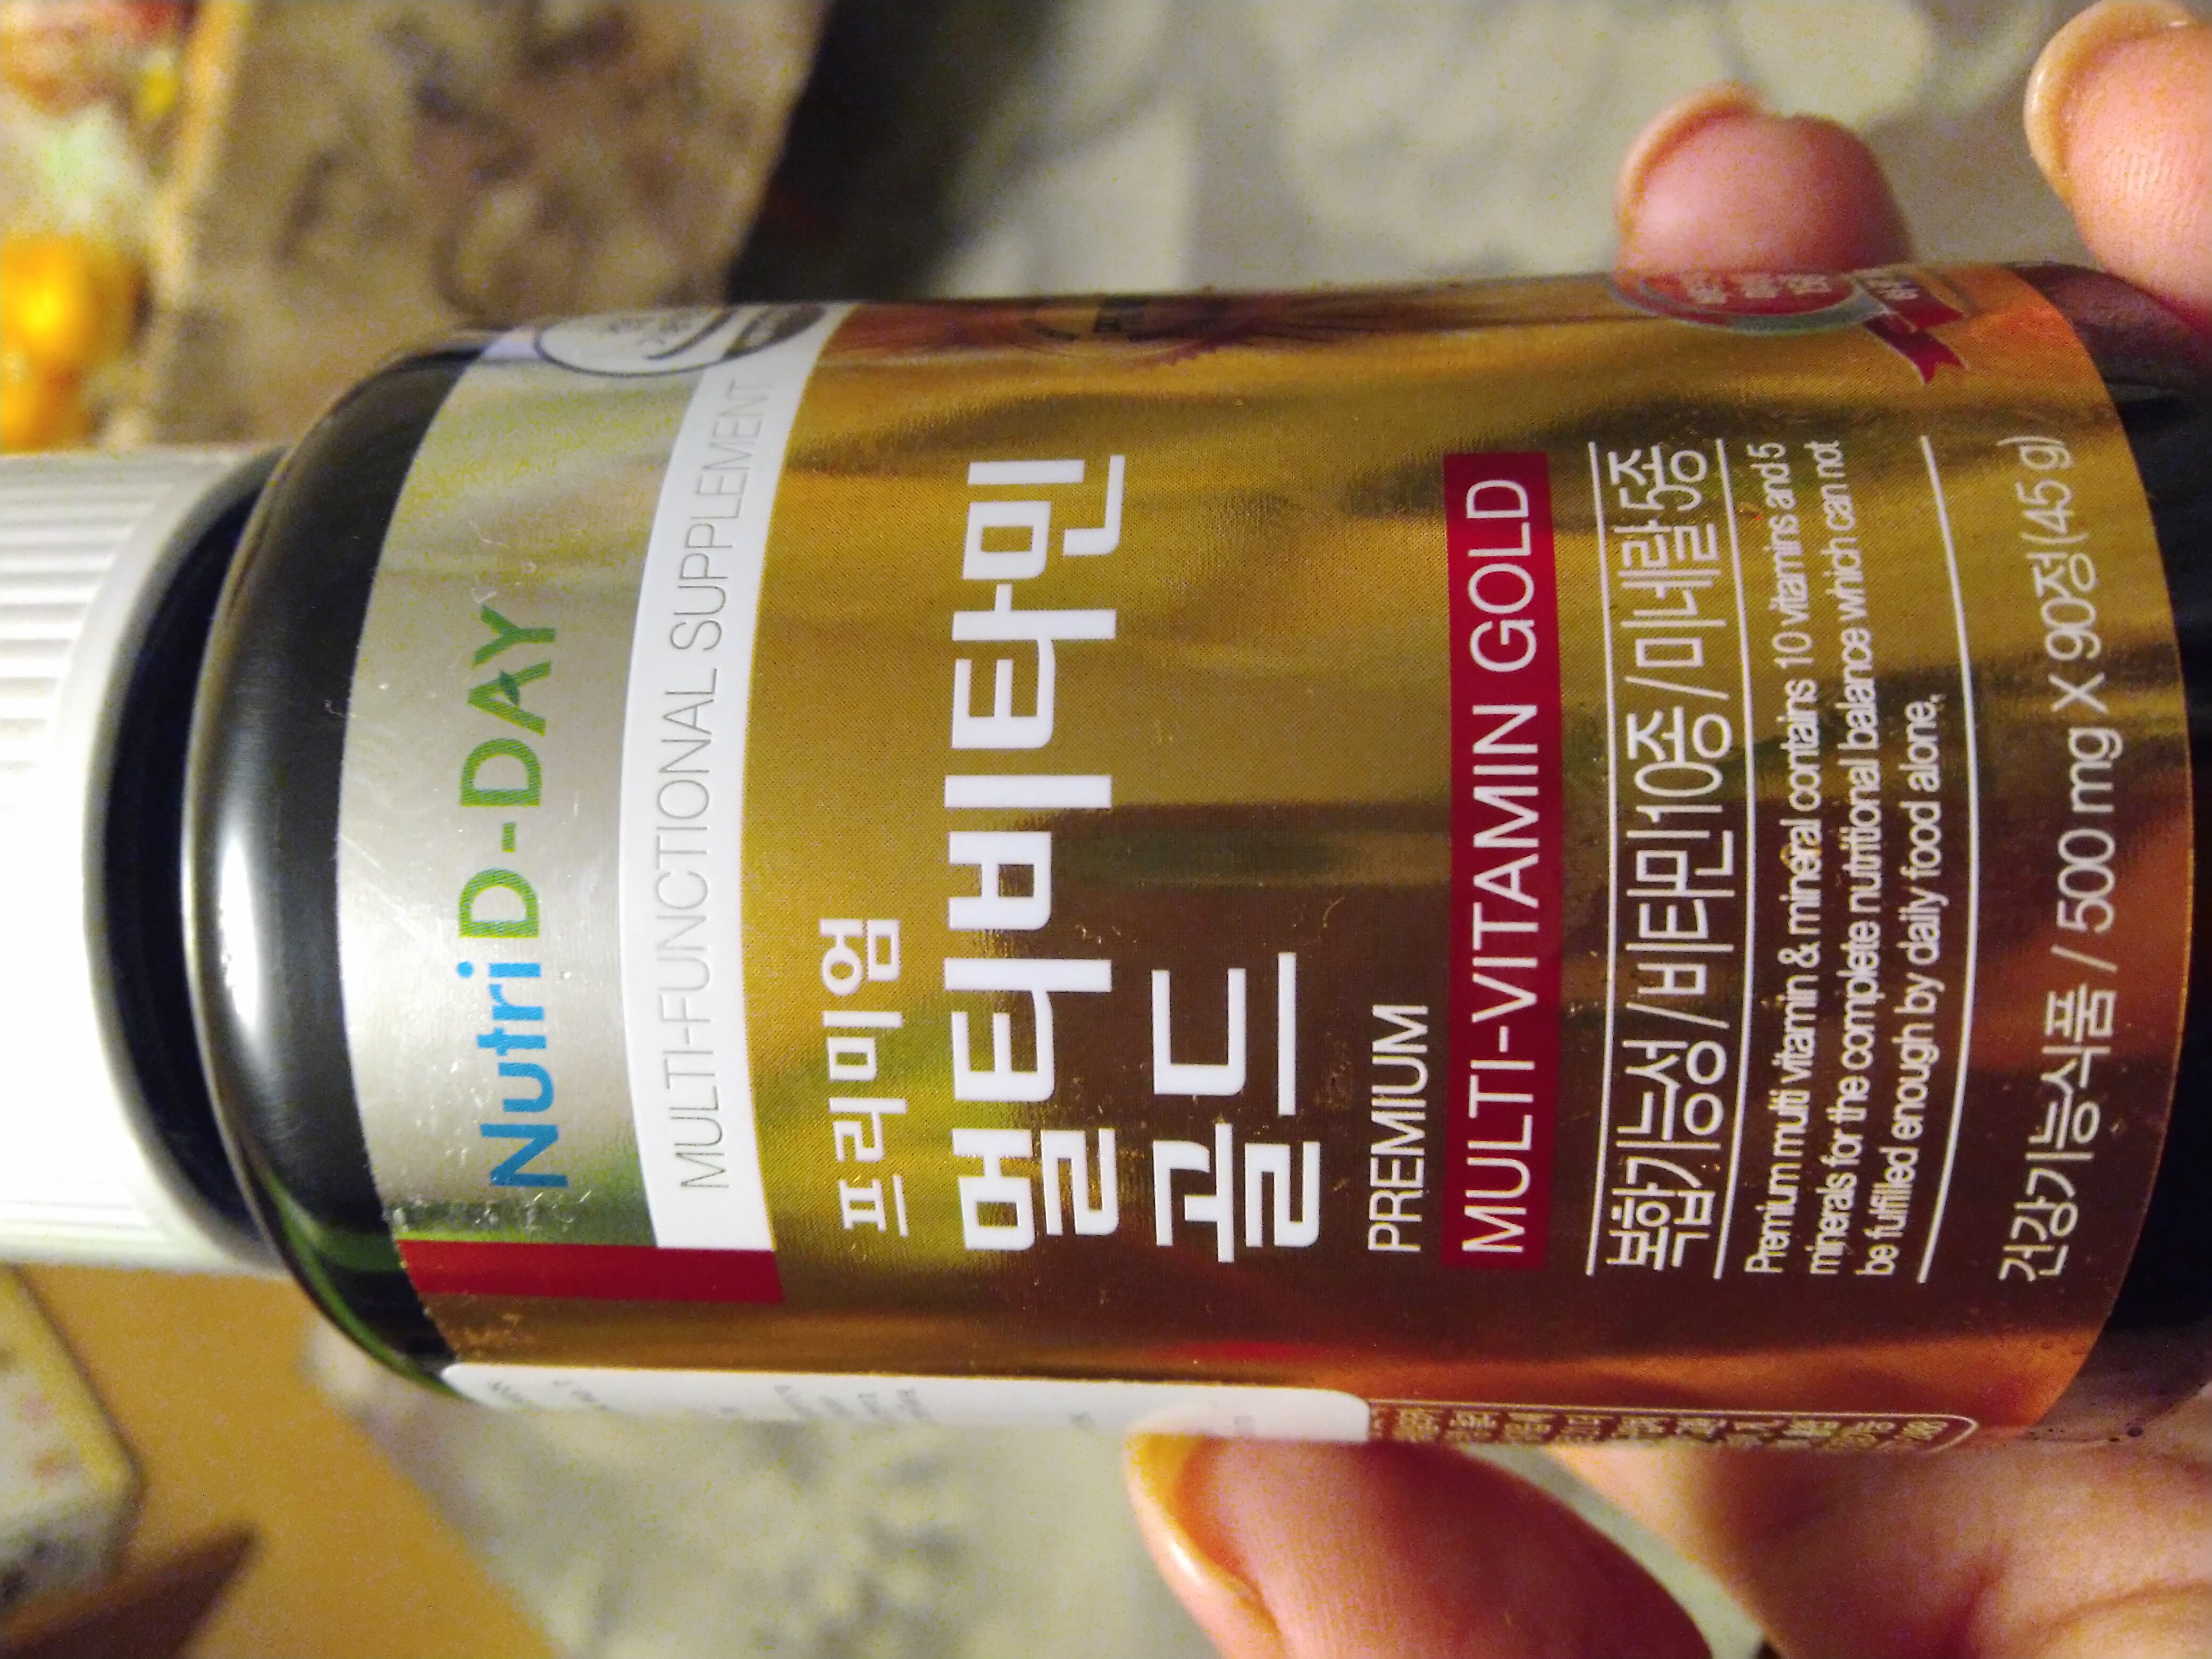 Nutri D-DAY
MULTI-FUNCTIONAL SUPPLEMENT
프리미엄
멀티비타민
골드
PREMIUM
MULTI-VITAMIN GOLD
복합기능성 / 비타민10종 / 미네랄5종
Premium multi vitamin & mineral contains 10 vitamins and 5
minerals for the complete nutritional balance which can not
be fulfilled enough by daily food alone.
건강기능식품 / 500 mg X 90정(45 g)